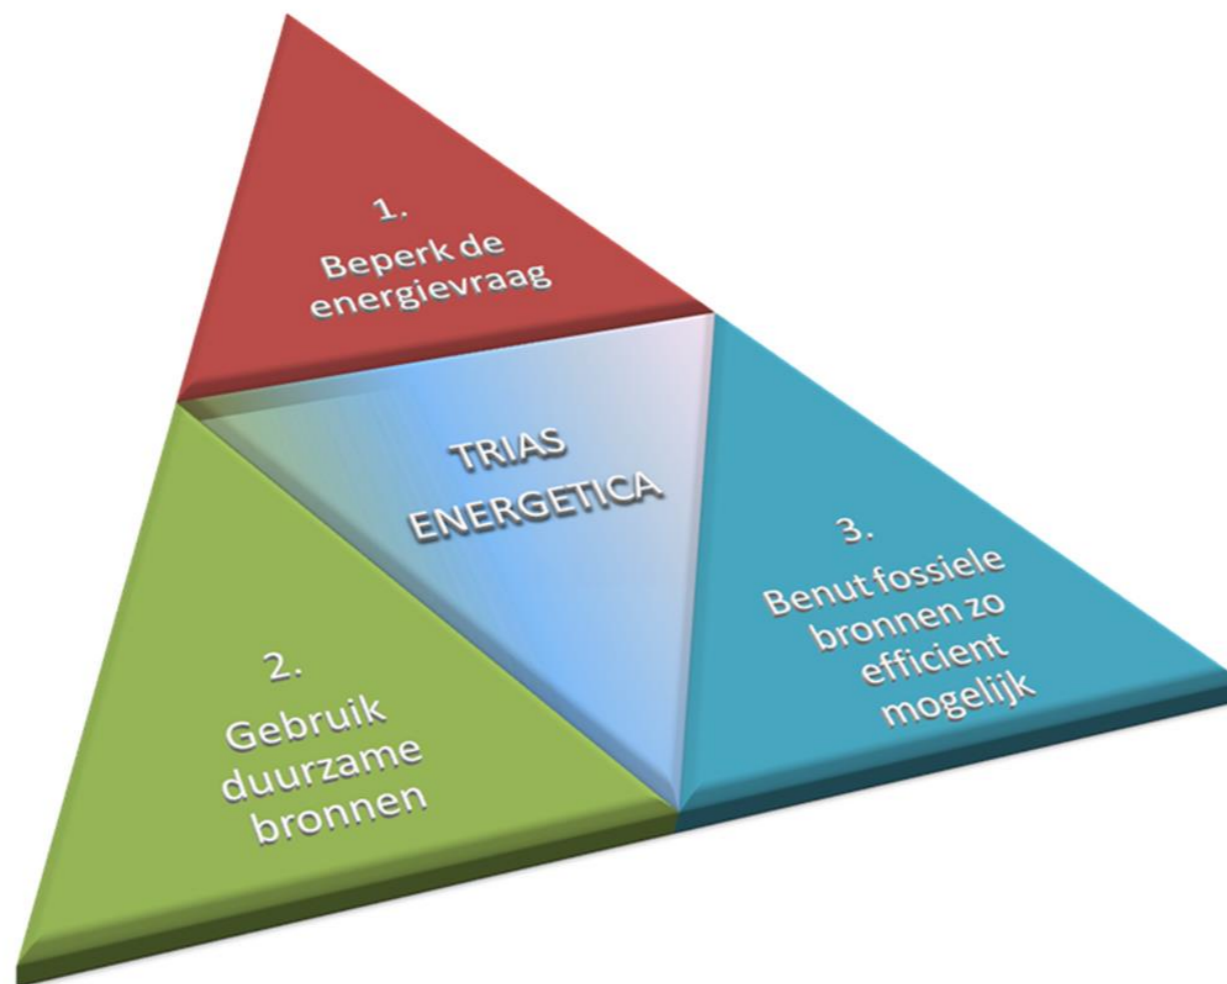 1.
Beperk de
energievraag
TRIAS
ENERGETICA
2.
Gebruik
duurzame
bronnen
3.
Benut fossiele
bronnen zo
efficient
mogelijk